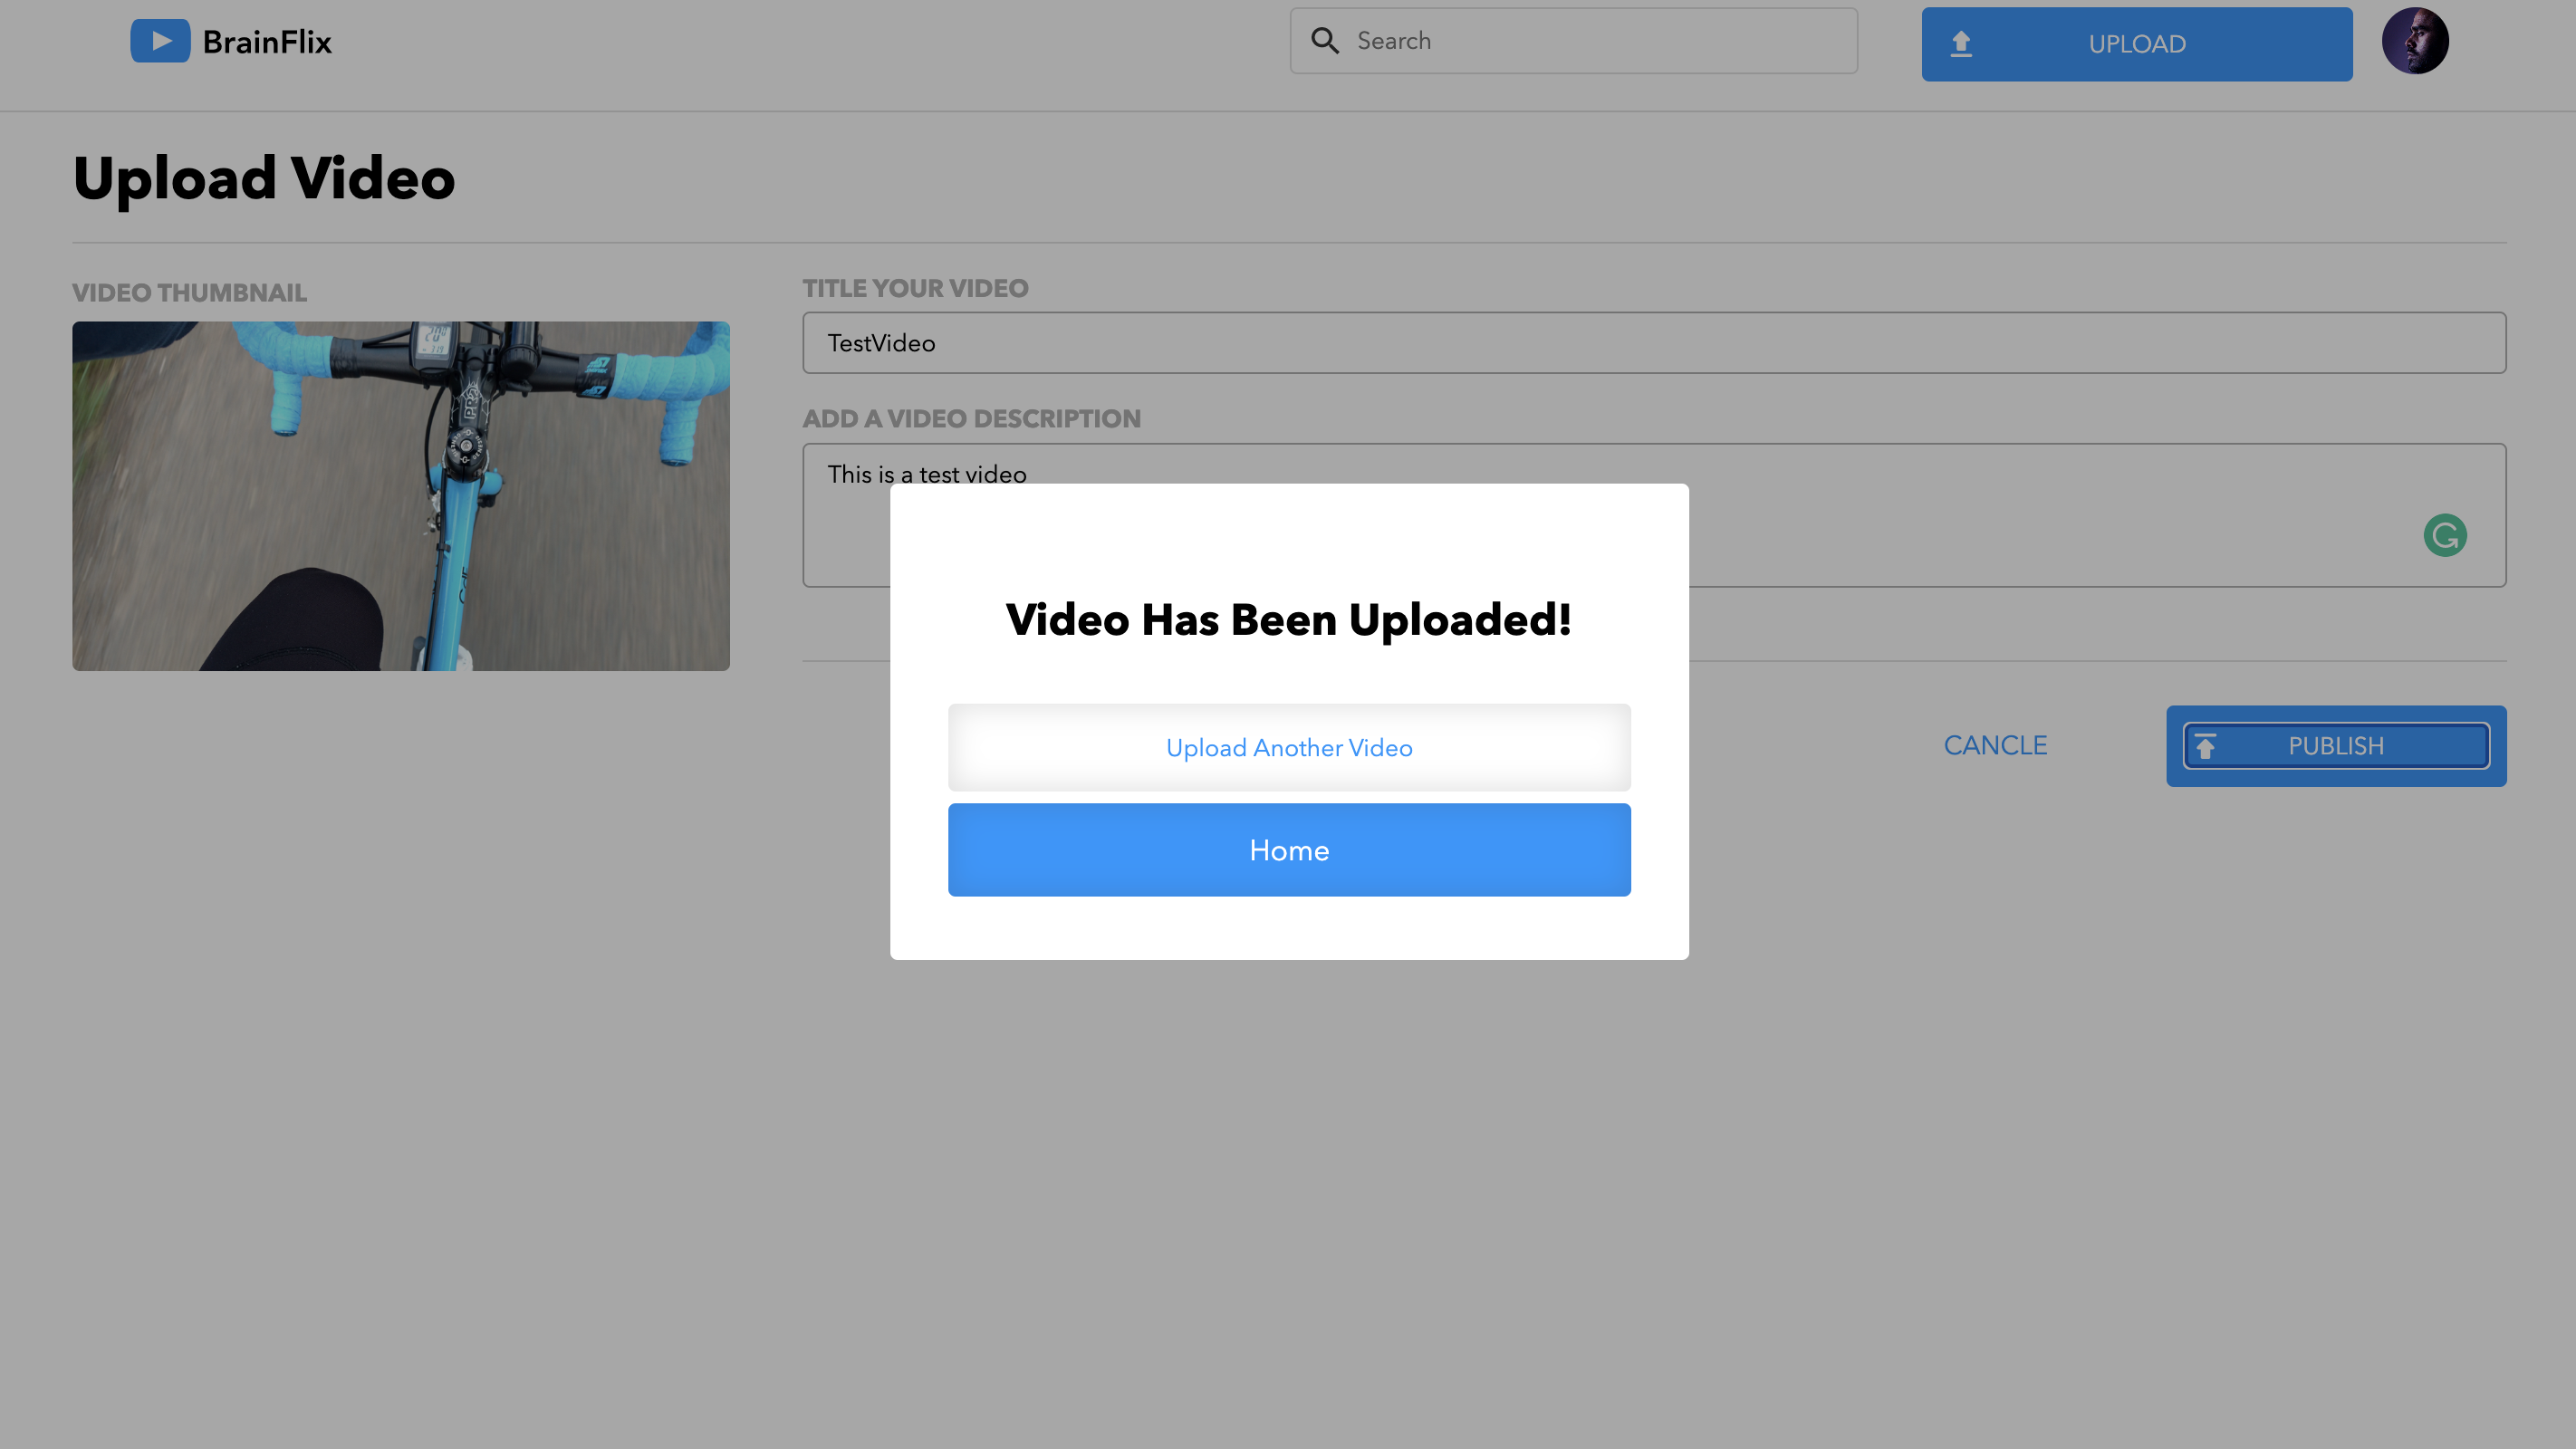 BrainFlix
Search
UPLOAD
Upload Video
VIDEO THUMBNAIL
TITLE YOUR VIDEO
TestVideo
ADD A VIDEO DESCRIPTION
This is a test video
Video Has Been Uploaded!
Upload Another Video
Home
CANCLE
PUBLISH